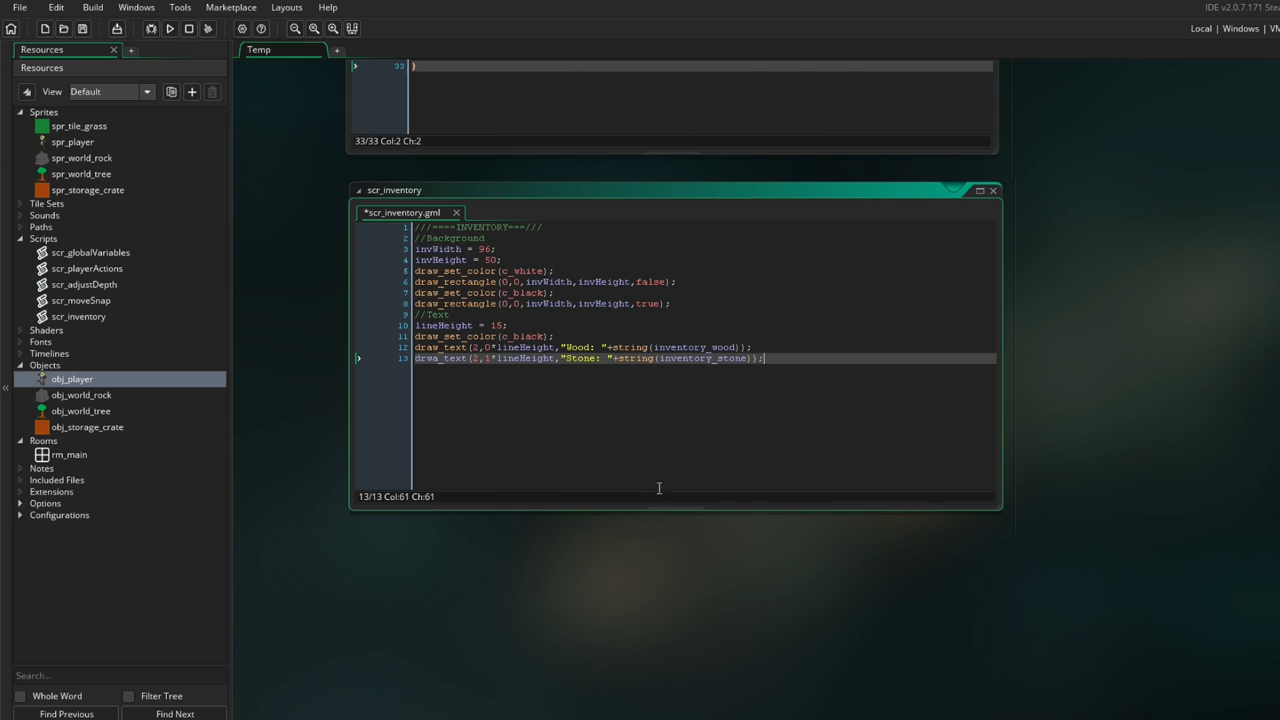 File Edit Build Windows Tools Marketplace Layouts Help
IDE v2.0.7.171 Ste
Local | Windows | VM
Resources
Temp
Resources
View Default
Sprites
spr_tile_grass
spr_player
spr_world_rock
spr_world_tree
spr_storage_crate
Tile Sets
Sounds
Paths
Scripts
scr_globalVariables
scr_playerActions
scr_adjustDepth
scr_moveSnap
scr_inventory
Shaders
Fonts
Timelines
Objects
obj_player
obj_world_rock
obj_world_tree
obj_storage_crate
Rooms
rm_main
Notes
Included Files
Extensions
Options
Configurations
Search...
Whole Word Filter Tree
Find Previous Find Next
33 }
33/33 Col:2 Ch:2
scr_inventory
*scr_inventory.gml
1 ///====INVENTORY===///
2 //Background
3 invWidth = 96;
4 invHeight = 50;
5 draw_set_color(c_white);
6 draw_rectangle(0,0,invWidth,invHeight,false);
7 draw_set_color(c_black);
8 draw_rectangle(0,0,invWidth,invHeight,true);
9 //Text
10 lineHeight = 15;
11 draw_set_color(c_black);
12 draw_text(2,0*lineHeight,"Wood: "+string(inventory_wood));
13 drwa_text(2,1*lineHeight,"Stone: "+string(inventory_stone));
13/13 Col:61 Ch:61